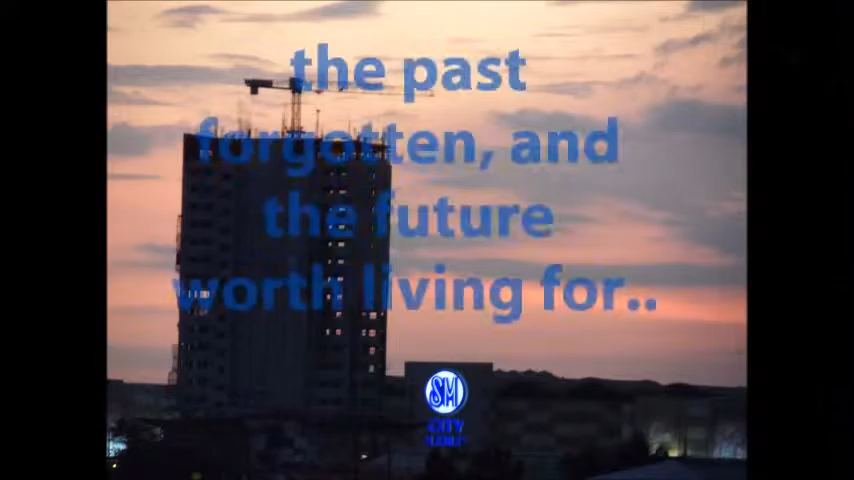 the past
forgotten, and
the future
worth living for..
SM
CITY